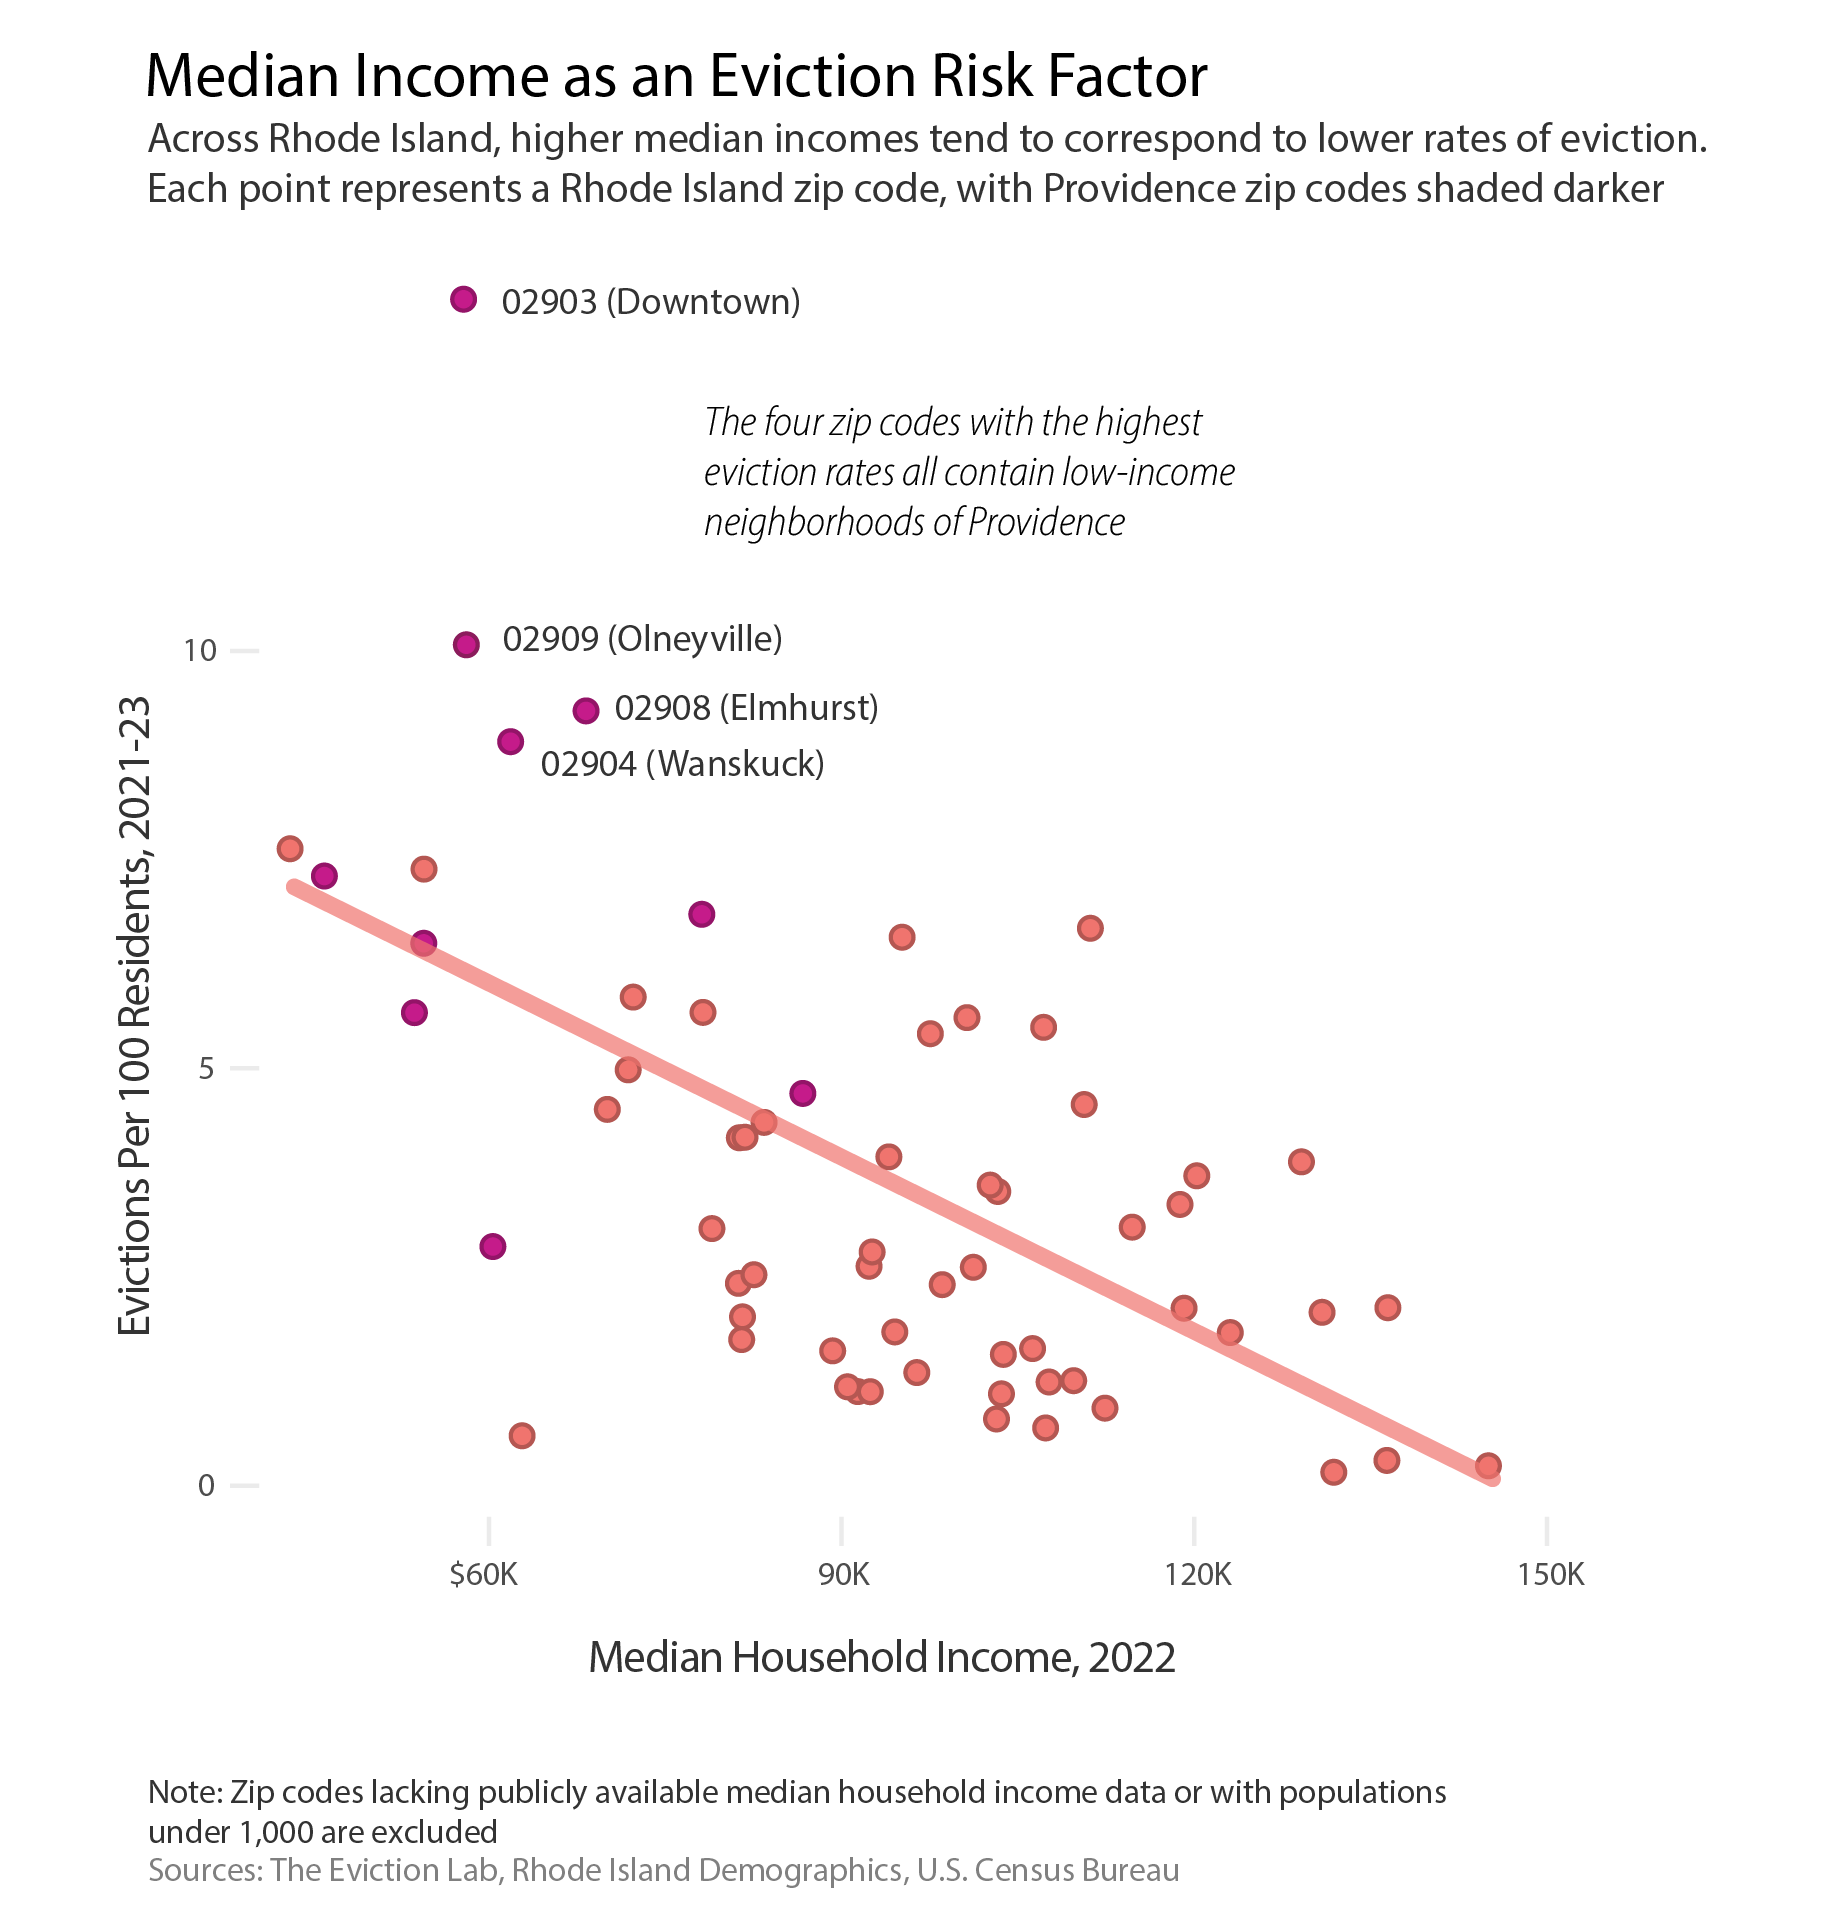 Median Income as an Eviction Risk Factor
Across Rhode Island, higher median incomes tend to correspond to lower rates of eviction.
Each point represents a Rhode Island zip code, with Providence zip codes shaded darker
02903 (Downtown)
The four zip codes with the highest
eviction rates all contain low-income
neighborhoods of Providence
10
02909 (Olneyville)
02908 (Elmhurst)
02904 (Wanskuck)
Evictions Per 100 Residents, 2021-23
5
0
$60K
90K
120K
150K
Median Household Income, 2022
Note: Zip codes lacking publicly available median household income data or with populations
under 1,000 are excluded
Sources: The Eviction Lab, Rhode Island Demographics, U.S. Census Bureau